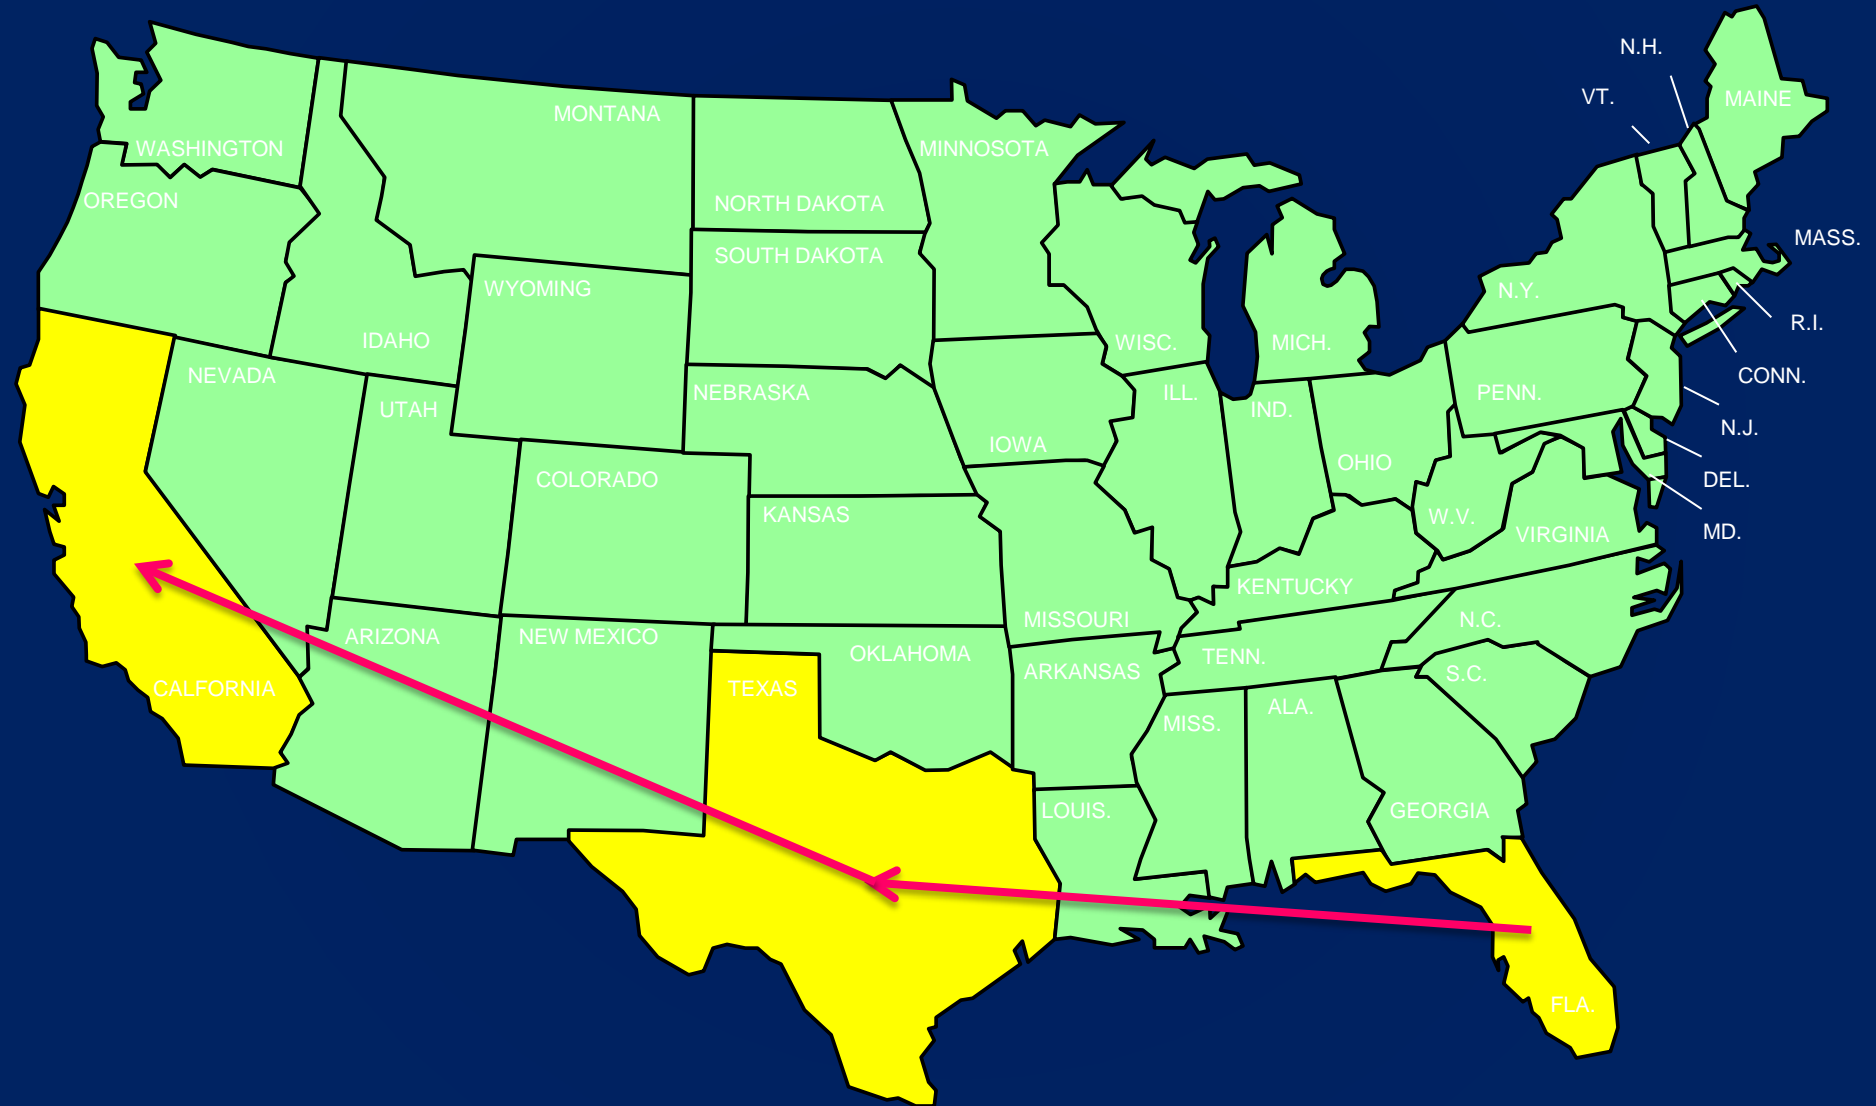 N.H.
VT.
MAINE
MONTANA
WASHINGTON
MINNOSOTA
OREGON
NORTH DAKOTA
MASS.
SOUTH DAKOTA
WYOMING
N.Y.
R.I.
IDAHO
WISC.
MICH.
NEVADA
CONN.
UTAH
NEBRASKA
ILL.
IND.
PENN.
N.J.
IOWA
OHIO
COLORADO
DEL.
KANSAS
W.V.
VIRGINIA
MD.
KENTUCKY
MISSOURI
N.C.
ARIZONA
NEW MEXICO
OKLAHOMA
TENN.
ARKANSAS
S.C.
CALFORNIA
TEXAS
ALA.
MISS.
LOUIS.
GEORGIA
FLA.